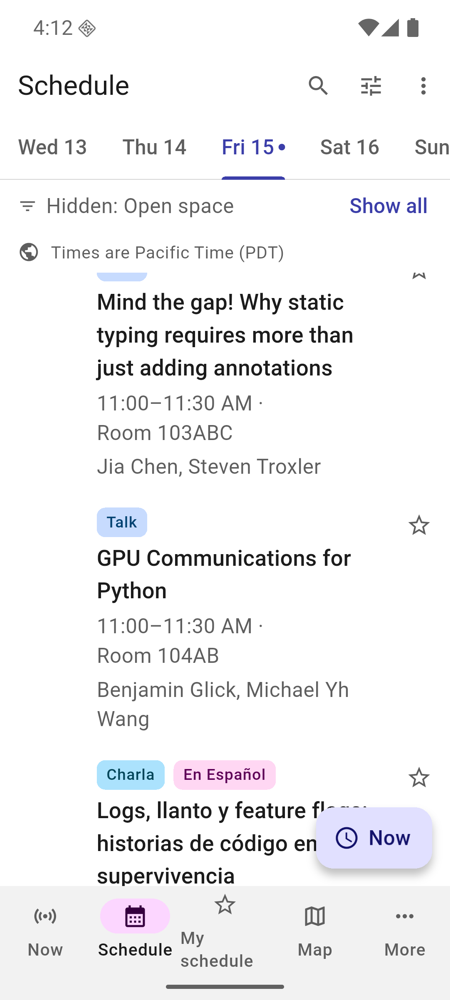 4:12
Schedule
Wed 13
Thu 14
Fri 15
Sat 16
Sun
Hidden: Open space
Show all
Times are Pacific Time (PDT)
Mind the gap! Why static
typing requires more than
just adding annotations
11:00–11:30 AM ·
Room 103ABC
Jia Chen, Steven Troxler
Talk
GPU Communications for
Python
11:00–11:30 AM ·
Room 104AB
Benjamin Glick, Michael Yh
Wang
Charla
En Español
Logs, llanto y feature flags:
historias de código en
supervivencia
Now
Now
Schedule
My
schedule
Map
More